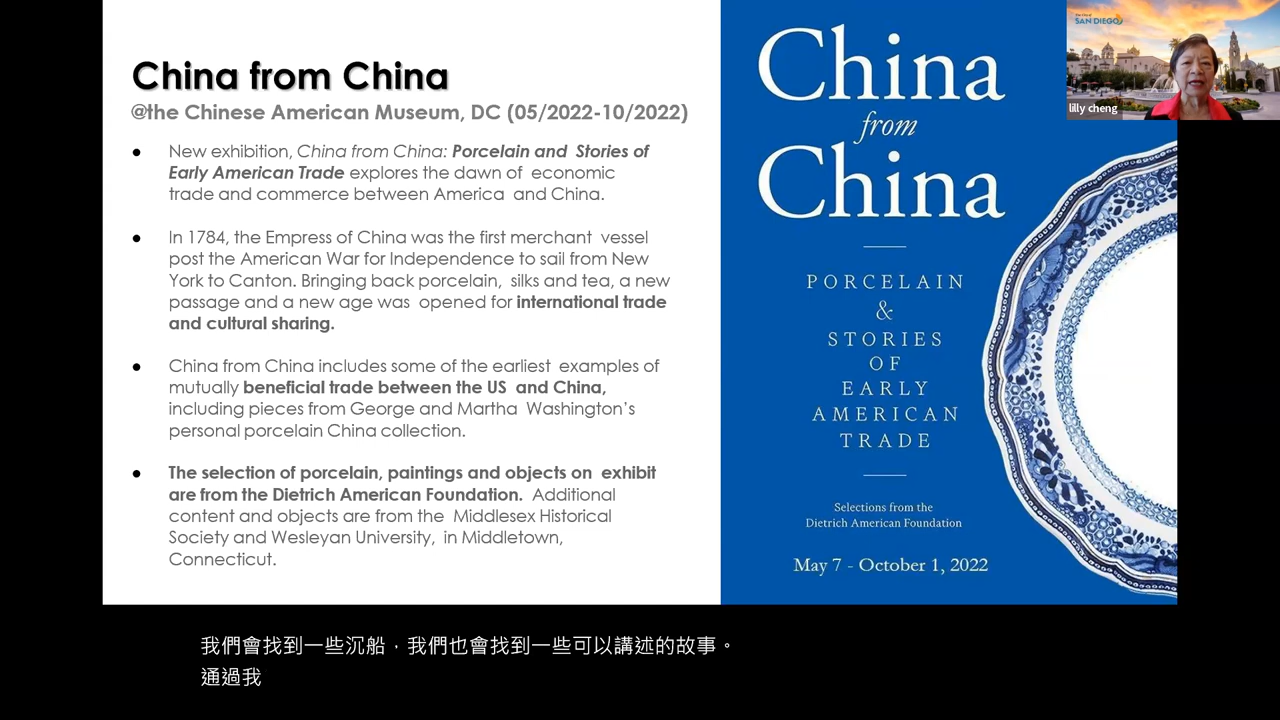 China from China
@the Chinese American Museum, DC (05/2022-10/2022)
● New exhibition, China from China: Porcelain and Stories of
Early American Trade explores the dawn of economic
trade and commerce between America and China.
● In 1784, the Empress of China was the first merchant vessel
post the American War for Independence to sail from New
York to Canton. Bringing back porcelain, silks and tea, a new
passage and a new age was opened for international trade
and cultural sharing.
● China from China includes some of the earliest examples of
mutually beneficial trade between the US and China,
including pieces from George and Martha Washington's
personal porcelain China collection.
● The selection of porcelain, paintings and objects on exhibit
are from the Dietrich American Foundation. Additional
content and objects are from the Middlesex Historical
Society and Wesleyan University, in Middletown,
Connecticut.
China
from
China
PORCELAIN
&
STORIES
OF
EARLY
AMERICAN
TRADE
Selections from the
Dietrich American Foundation
May 7 - October 1, 2022
SAN DIEGO
lilly cheng
我們會找到一些沉船，我們也會找到一些可以講述的故事。
通過我